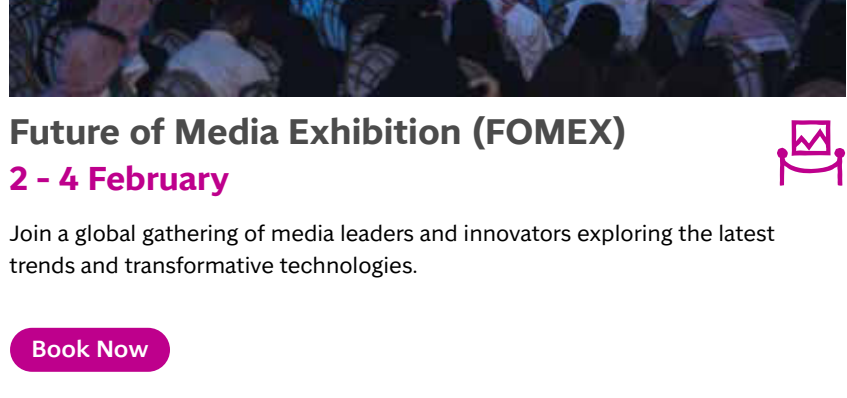 Future of Media Exhibition (FOMEX)
2 - 4 February
Join a global gathering of media leaders and innovators exploring the latest
trends and transformative technologies.
Book Now